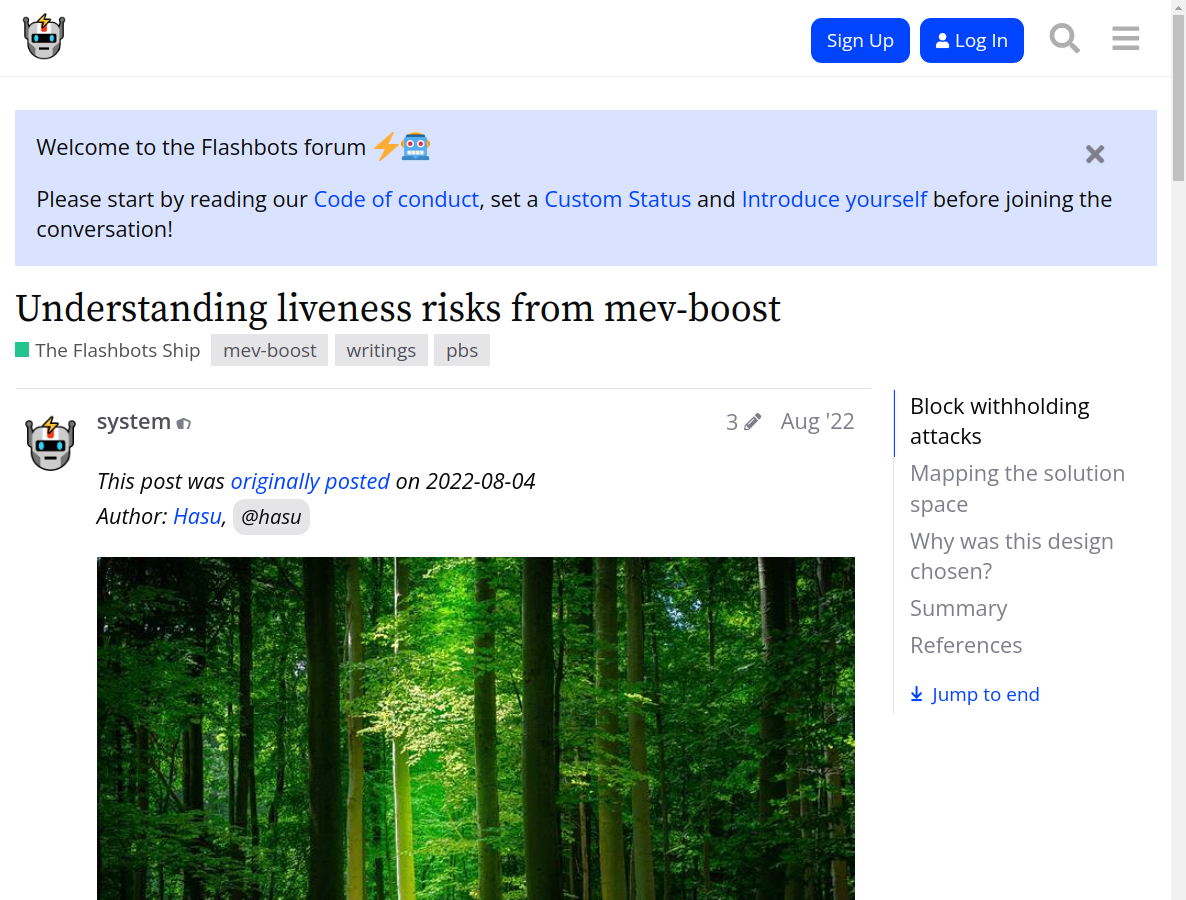 Sign Up
Log In
Welcome to the Flashbots forum
Please start by reading our Code of conduct, set a Custom Status and Introduce yourself before joining the
conversation!
Understanding liveness risks from mev-boost
The Flashbots Ship mev-boost writings pbs
system 3 Aug '22
This post was originally posted on 2022-08-04
Author: Hasu, @hasu
Block withholding
attacks
Mapping the solution
space
Why was this design
chosen?
Summary
References
Jump to end